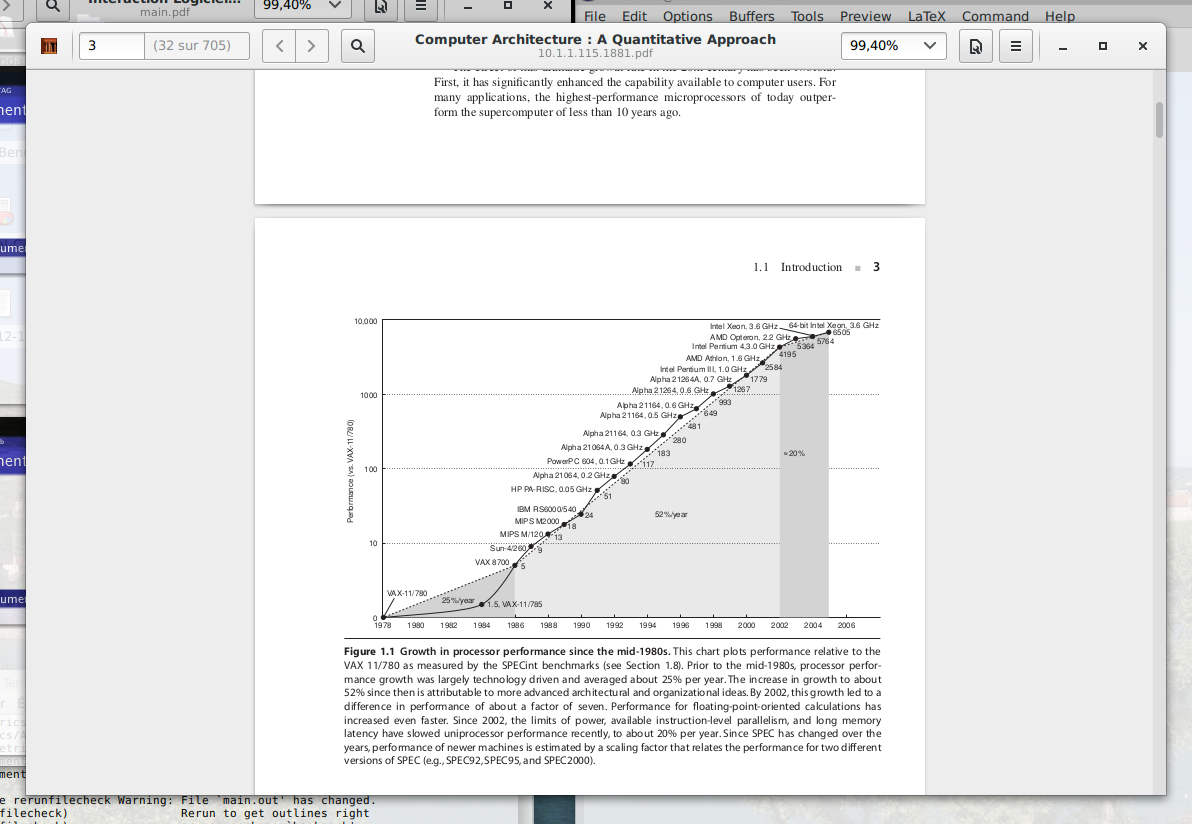 Interaction Logiciel...
main.pdf
99,40%
File Edit Options Buffers Tools Preview LaTeX Command Help
3 (32 sur 705)
Computer Architecture : A Quantitative Approach
10.1.1.115.1881.pdf
99,40%
First, it has significantly enhanced the capability available to computer users. For
many applications, the highest-performance microprocessors of today outper-
form the supercomputer of less than 10 years ago.
1.1 Introduction ■ 3
10,000
1000
100
10
0
Performance (vs. VAX-11/780)
Intel Xeon, 3.6 GHz
64-bit Intel Xeon, 3.6 GHz
6505
AMD Opteron, 2.2 GHz
5764
Intel Pentium 4,3.0 GHz
5364
4195
AMD Athlon, 1.6 GHz
2584
Intel Pentium III, 1.0 GHz
1779
Alpha 21264A, 0.7 GHz
1267
Alpha 21264, 0.6 GHz
993
Alpha 21164, 0.6 GHz
649
Alpha 21164, 0.5 GHz
481
Alpha 21164, 0.3 GHz
280
Alpha 21064A, 0.3 GHz
183
PowerPC 604, 0.1GHz
117
Alpha 21064, 0.2 GHz
80
HP PA-RISC, 0.05 GHz
51
IBM RS6000/540
24
MIPS M2000
18
MIPS M/120
13
Sun-4/260
9
VAX 8700
5
VAX-11/780
25%/year
1.5, VAX-11/785
52%/year
≈20%
1978 1980 1982 1984 1986 1988 1990 1992 1994 1996 1998 2000 2002 2004 2006
Figure 1.1 Growth in processor performance since the mid-1980s. This chart plots performance relative to the
VAX 11/780 as measured by the SPECint benchmarks (see Section 1.8). Prior to the mid-1980s, processor perfor-
mance growth was largely technology driven and averaged about 25% per year. The increase in growth to about
52% since then is attributable to more advanced architectural and organizational ideas. By 2002, this growth led to a
difference in performance of about a factor of seven. Performance for floating-point-oriented calculations has
increased even faster. Since 2002, the limits of power, available instruction-level parallelism, and long memory
latency have slowed uniprocessor performance recently, to about 20% per year. Since SPEC has changed over the
years, performance of newer machines is estimated by a scaling factor that relates the performance for two different
versions of SPEC (e.g., SPEC92, SPEC95, and SPEC2000).
e rerunfilecheck Warning: File `main.out' has changed.
filecheck) Rerun to get outlines right